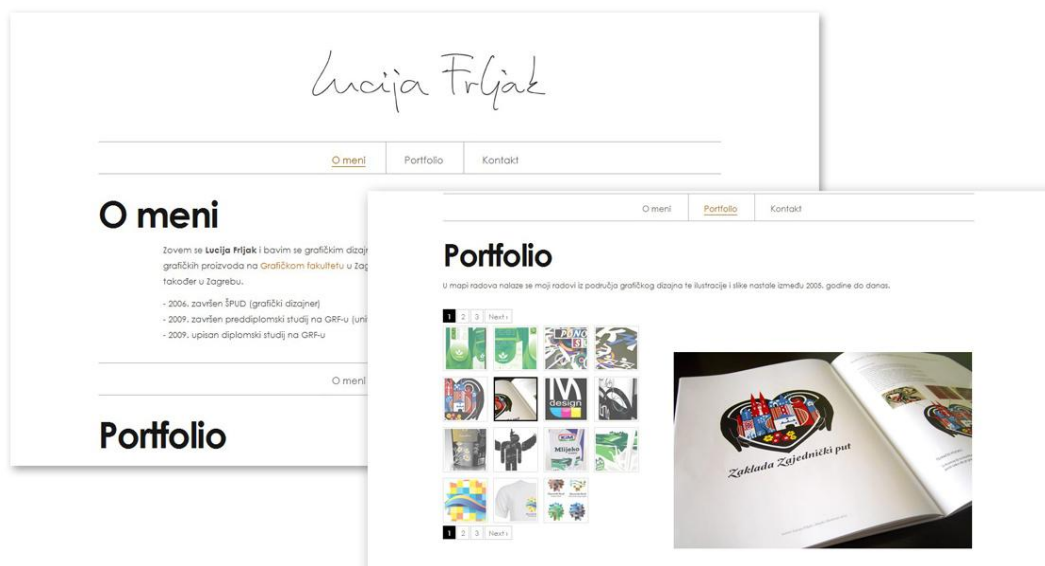 Lucija Frljak
O meni Portfolio Kontakt
O meni
Zovem se Lucija Frljak i bavim se grafičkim dizajn
grafičkih proizvoda na Grafičkom fakultetu u Zag
također u Zagrebu.
- 2006. završen ŠPUD (grafički dizajner)
- 2009. završen preddiplomski studij na GRF-u (uni
- 2009. upisan diplomski studij na GRF-u
O meni
Portfolio
O meni Portfolio Kontakt
Portfolio
U mapi radova nalaze se moji radovi iz područja grafičkog dizajna te ilustracije i slike nastale između 2005. godine do danas.
1 2 3 Next ›
PONO
S
M
design
Mlijeko
1 2 3 Next ›
Zaklada Zajednički put